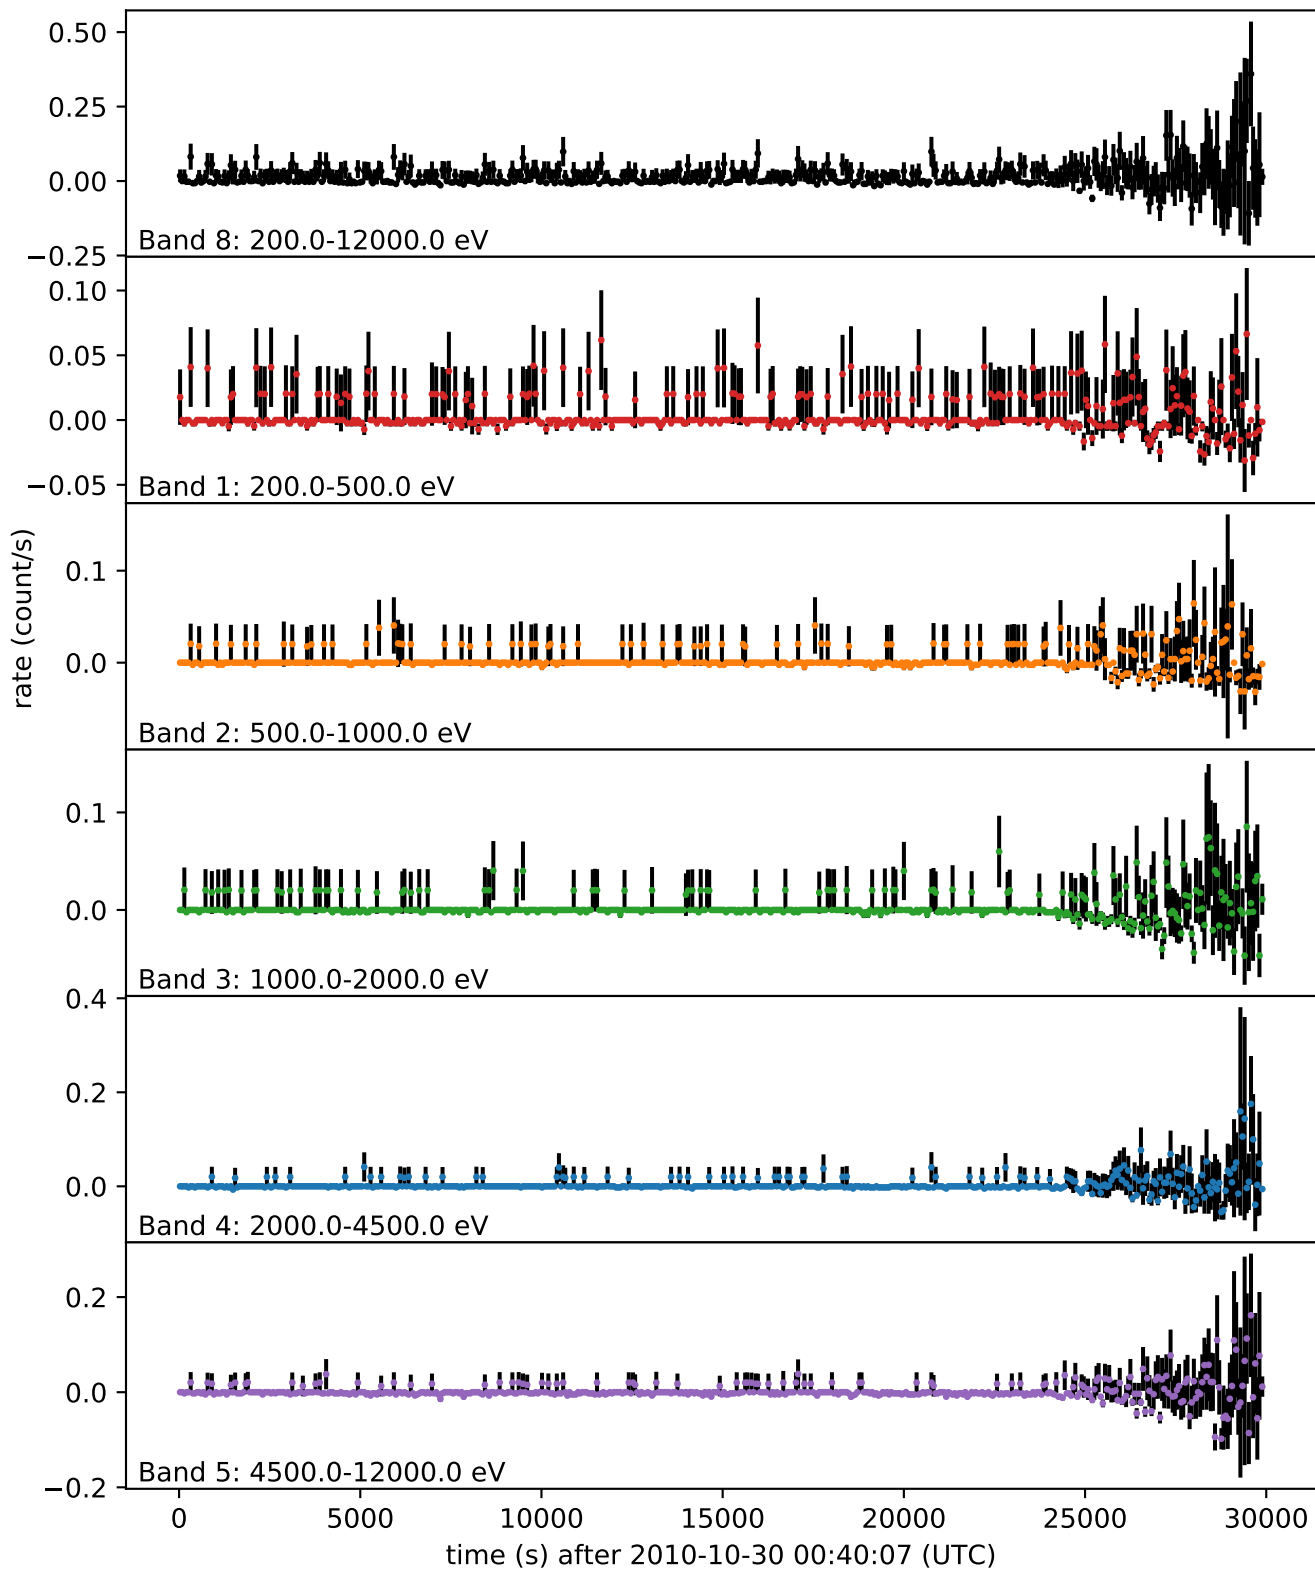 0.50
0.25
0.00
−0.25
Band 8: 200.0-12000.0 eV
0.10
0.05
0.00
−0.05
Band 1: 200.0-500.0 eV
rate (count/s)
0.1
0.0
Band 2: 500.0-1000.0 eV
0.1
0.0
Band 3: 1000.0-2000.0 eV
0.4
0.2
0.0
Band 4: 2000.0-4500.0 eV
0.2
0.0
−0.2
Band 5: 4500.0-12000.0 eV
0 5000 10000 15000 20000 25000 30000
time (s) after 2010-10-30 00:40:07 (UTC)